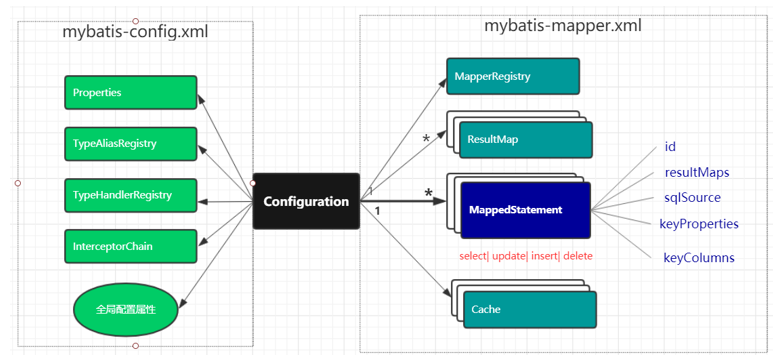 mybatis-config.xml
Properties
TypeAliasRegistry
TypeHandlerRegistry
InterceptorChain
全局配置属性
Configuration
mybatis-mapper.xml
MapperRegistry
*
ResultMap
1
*
1
MappedStatement
select| update| insert| delete
Cache
id
resultMaps
sqlSource
keyProperties
keyColumns